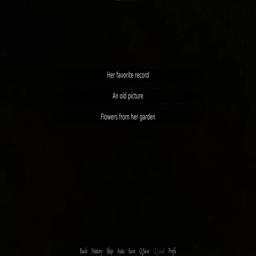 Her favorite record
An old picture
Flowers from her garden
Back History Skip Auto Save Q.Save Q.Load Prefs